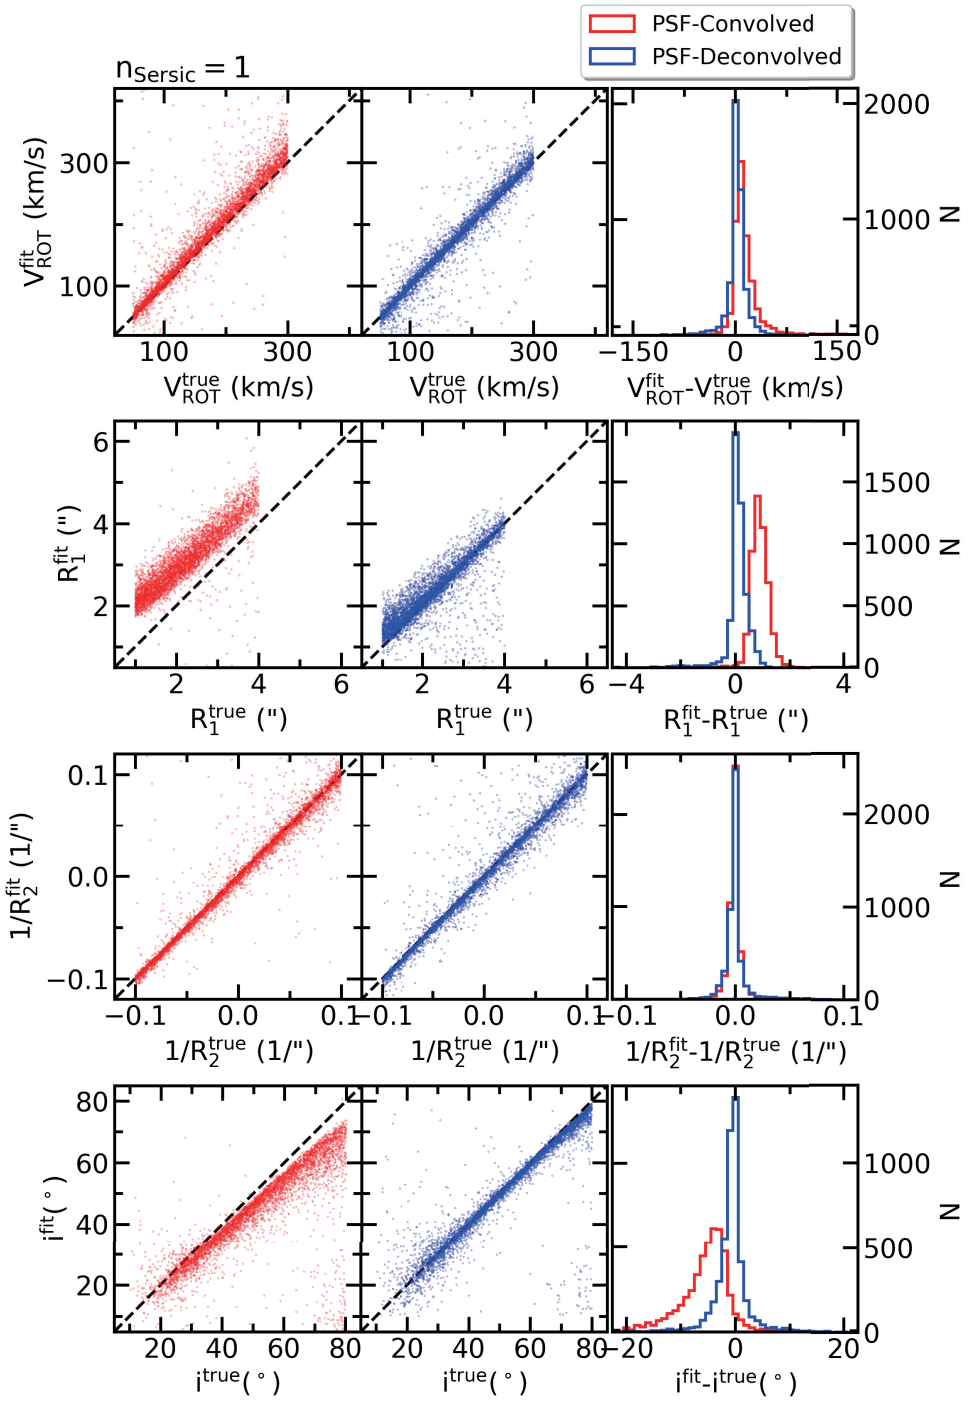 PSF-Convolved
PSF-Deconvolved
n_Sersic = 1
V_ROT^fit (km/s)
300
100
100 300
100 300
−150 0 150
2000
1000
0
N
V_ROT^true (km/s)
V_ROT^true (km/s)
V_ROT^fit-V_ROT^true (km/s)
R_1^fit (")
6
4
2
2 4 6
2 4 6
−4 0 4
1500
1000
500
0
N
R_1^true (")
R_1^true (")
R_1^fit-R_1^true (")
1/R_2^fit (1/")
0.1
0.0
−0.1
−0.1 0.0 0.1
−0.1 0.0 0.1
−0.1 0.0 0.1
2000
1000
0
N
1/R_2^true (1/")
1/R_2^true (1/")
1/R_2^fit-1/R_2^true (1/")
i^fit(°)
80
60
40
20
20 40 60 80
20 40 60 80
−20 0 20
1000
500
0
N
i^true(°)
i^true(°)
i^fit-i^true(°)